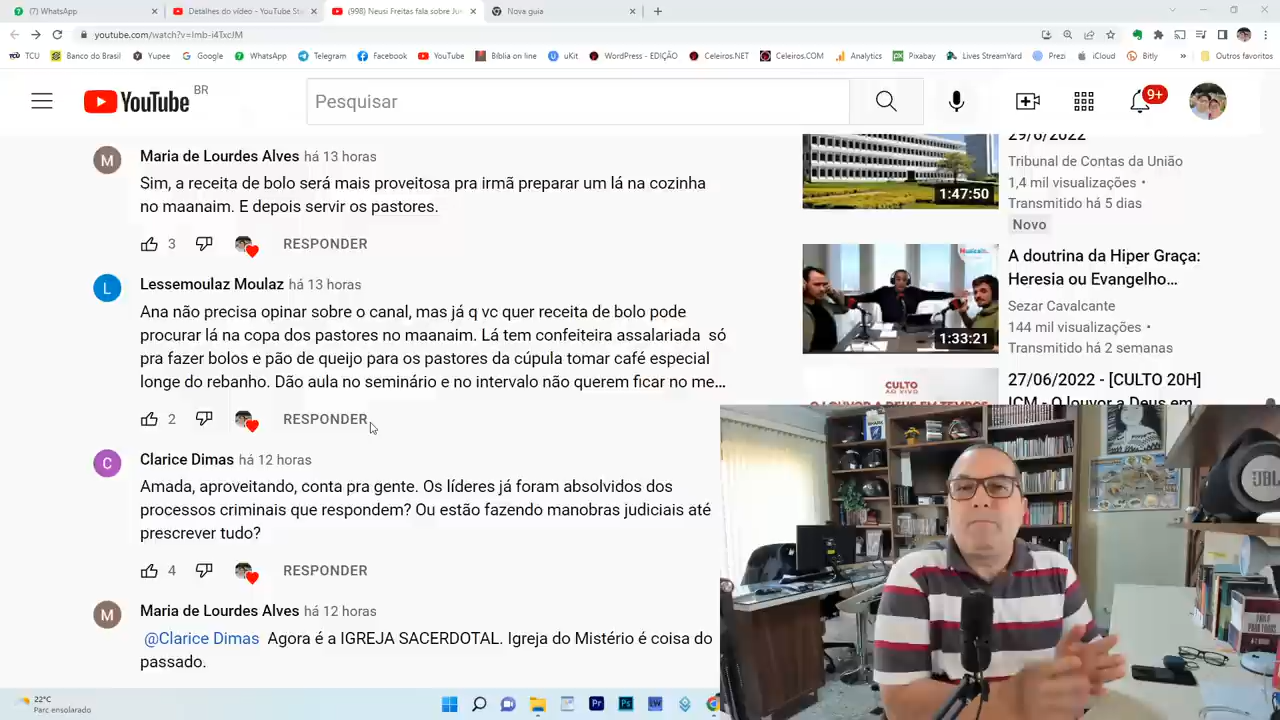 (7) WhatsApp
Detalhes do vídeo - YouTube Stu
(998) Neusi Freitas fala sobre Ju
Nova guia
youtube.com/watch?v=Imb-i4TxcJM
TCU
Banco do Brasil
Yupee
Google
WhatsApp
Telegram
Facebook
YouTube
Bíblia on line
uKit
WordPress - EDIÇÃO
Celeiros.NET
Celeiros.COM
Analytics
Pixabay
Lives StreamYard
Prezi
iCloud
Bitly
»
Outros favoritos
YouTube BR
Pesquisar
9+
Maria de Lourdes Alves há 13 horas
Sim, a receita de bolo será mais proveitosa pra irmã preparar um lá na cozinha
no maanaim. E depois servir os pastores.
3
RESPONDER
Lessemoulaz Moulaz há 13 horas
Ana não precisa opinar sobre o canal, mas já q vc quer receita de bolo pode
procurar lá na copa dos pastores no maanaim. Lá tem confeiteira assalariada só
pra fazer bolos e pão de queijo para os pastores da cúpula tomar café especial
longe do rebanho. Dão aula no seminário e no intervalo não querem ficar no me...
2
RESPONDER
Clarice Dimas há 12 horas
Amada, aproveitando, conta pra gente. Os líderes já foram absolvidos dos
processos criminais que respondem? Ou estão fazendo manobras judiciais até
prescrever tudo?
4
RESPONDER
Maria de Lourdes Alves há 12 horas
@Clarice Dimas Agora é a IGREJA SACERDOTAL. Igreja do Mistério é coisa do
passado.
29/6/2022
Tribunal de Contas da União
1,4 mil visualizações •
Transmitido há 5 dias
Novo
1:47:50
A doutrina da Hiper Graça:
Heresia ou Evangelho...
Sezar Cavalcante
144 mil visualizações •
Transmitido há 2 semanas
1:33:21
27/06/2022 - [CULTO 20H]
ICM - O louvor a Deus em
CULTO
AO VIVO
JBL
M
L
C
M
22°C
Parc ensolarado